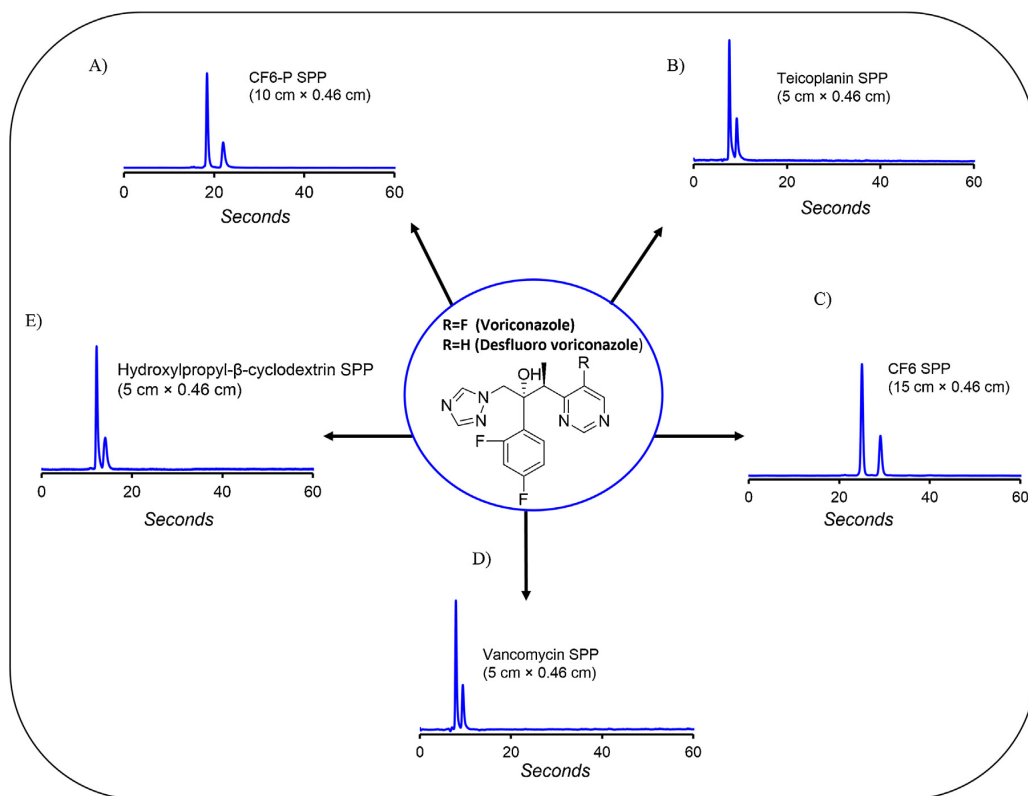 A)
CF6-P SPP
(10 cm × 0.46 cm)
0 20 40 60
Seconds
B)
Teicoplanin SPP
(5 cm × 0.46 cm)
0 20 40 60
Seconds
E)
Hydroxylpropyl-β-cyclodextrin SPP
(5 cm × 0.46 cm)
0 20 40 60
Seconds
R=F (Voriconazole)
R=H (Desfluoro voriconazole)
R
OH
N
N
N
N
N
F
F
C)
CF6 SPP
(15 cm × 0.46 cm)
0 20 40 60
Seconds
D)
Vancomycin SPP
(5 cm × 0.46 cm)
0 20 40 60
Seconds